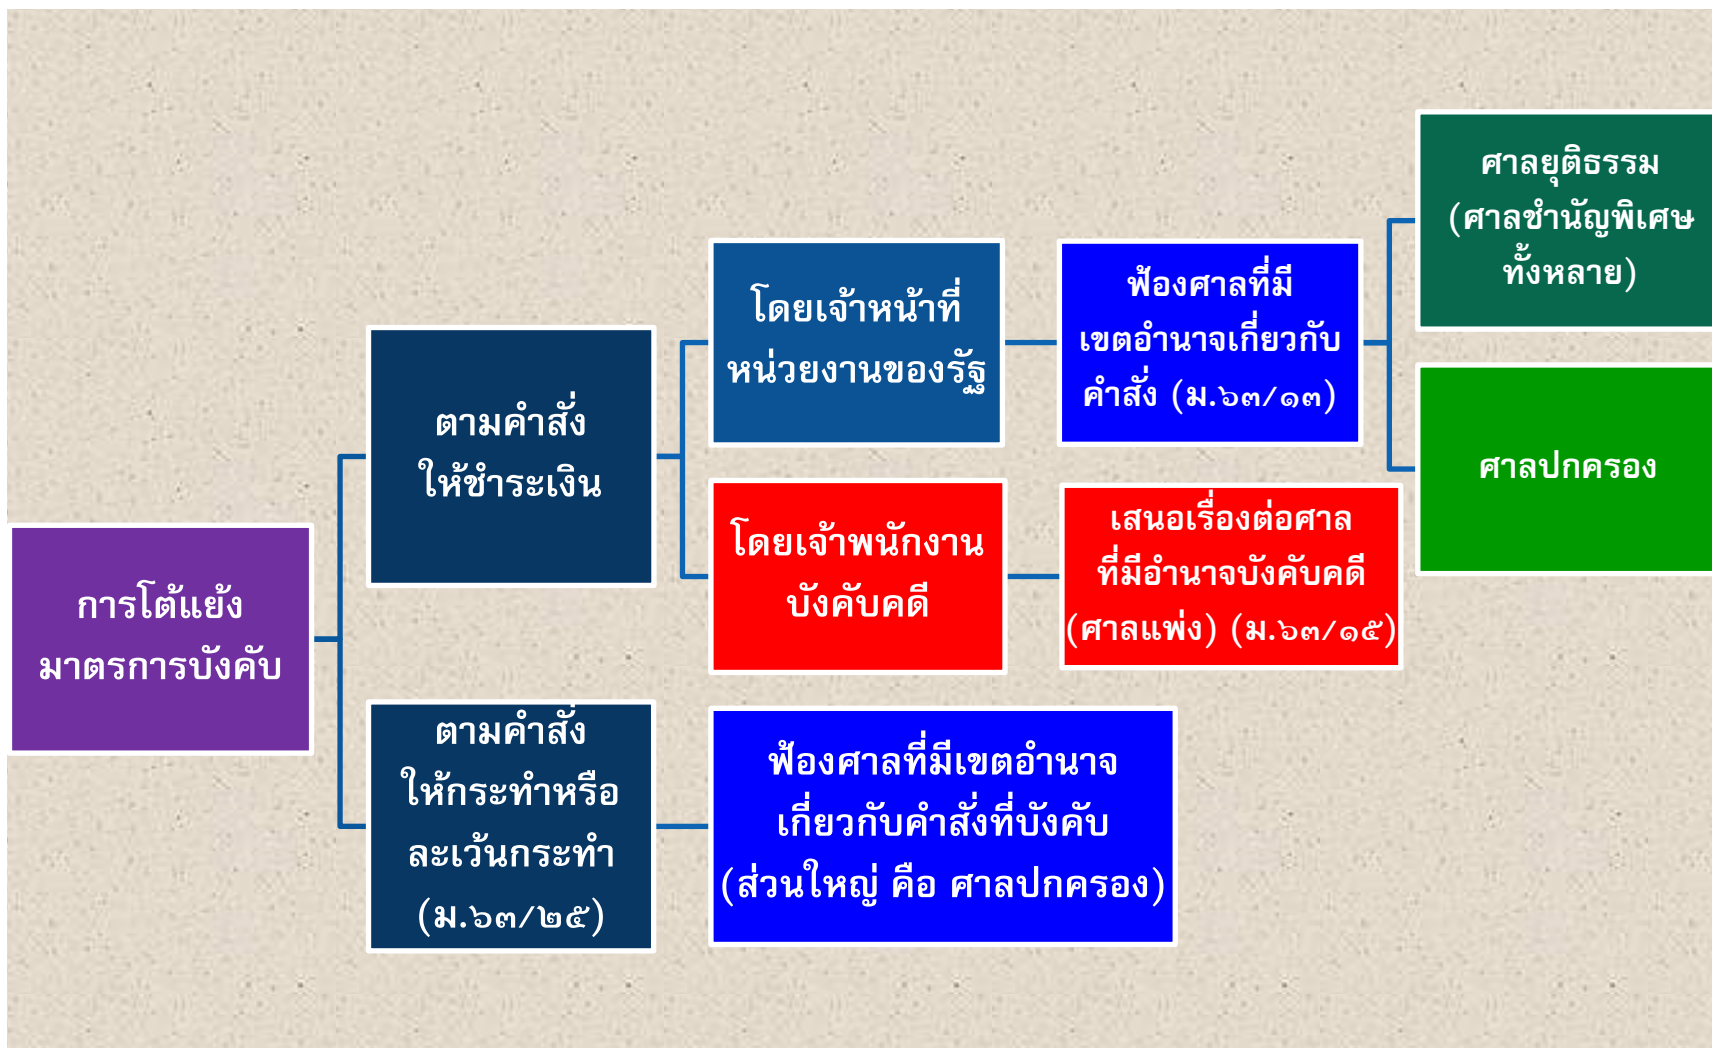 การโต้แย้ง
มาตรการบังคับ
ตามคำสั่ง
ให้ชำระเงิน
โดยเจ้าหน้าที่
หน่วยงานของรัฐ
ฟ้องศาลที่มี
เขตอำนาจเกี่ยวกับ
คำสั่ง (ม.๖๓/๑๓)
ศาลยุติธรรม
(ศาลชำนัญพิเศษ
ทั้งหลาย)
ศาลปกครอง
โดยเจ้าพนักงาน
บังคับคดี
เสนอเรื่องต่อศาล
ที่มีอำนาจบังคับคดี
(ศาลแพ่ง) (ม.๖๓/๑๕)
ตามคำสั่ง
ให้กระทำหรือ
ละเว้นกระทำ
(ม.๖๓/๒๕)
ฟ้องศาลที่มีเขตอำนาจ
เกี่ยวกับคำสั่งที่บังคับ
(ส่วนใหญ่ คือ ศาลปกครอง)